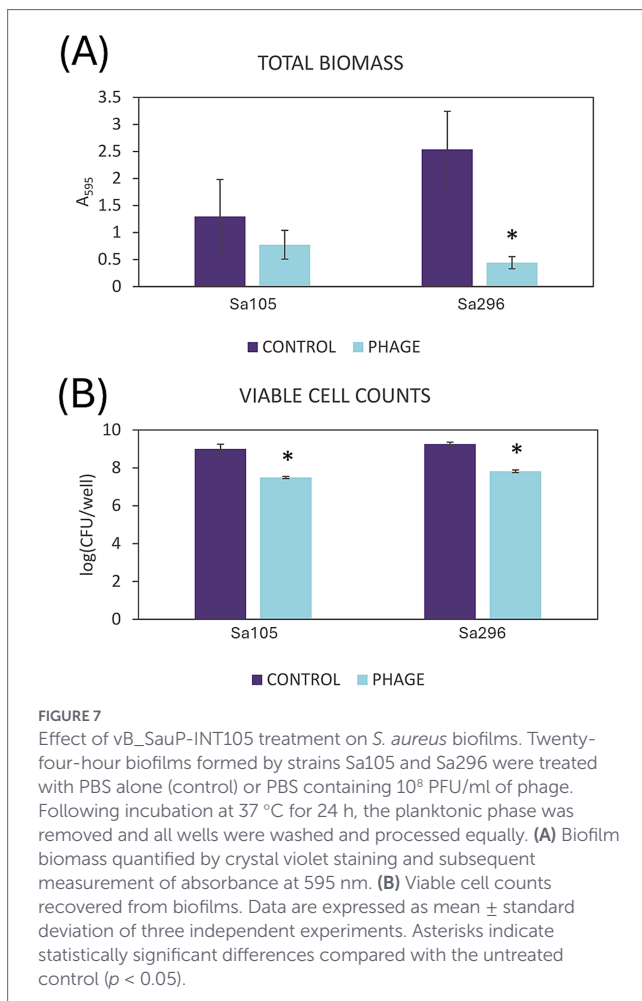 (A)
TOTAL BIOMASS
3.5
3
2.5
2
1.5
1
0.5
0
A₅₉₅
*
Sa105 Sa296
CONTROL PHAGE
(B)
VIABLE CELL COUNTS
10
8
6
4
2
0
log(CFU/well)
* *
Sa105 Sa296
CONTROL PHAGE
FIGURE 7
Effect of vB_SauP-INT105 treatment on S. aureus biofilms. Twenty-
four-hour biofilms formed by strains Sa105 and Sa296 were treated
with PBS alone (control) or PBS containing 10⁸ PFU/ml of phage.
Following incubation at 37 °C for 24 h, the planktonic phase was
removed and all wells were washed and processed equally. (A) Biofilm
biomass quantified by crystal violet staining and subsequent
measurement of absorbance at 595 nm. (B) Viable cell counts
recovered from biofilms. Data are expressed as mean ± standard
deviation of three independent experiments. Asterisks indicate
statistically significant differences compared with the untreated
control (p < 0.05).